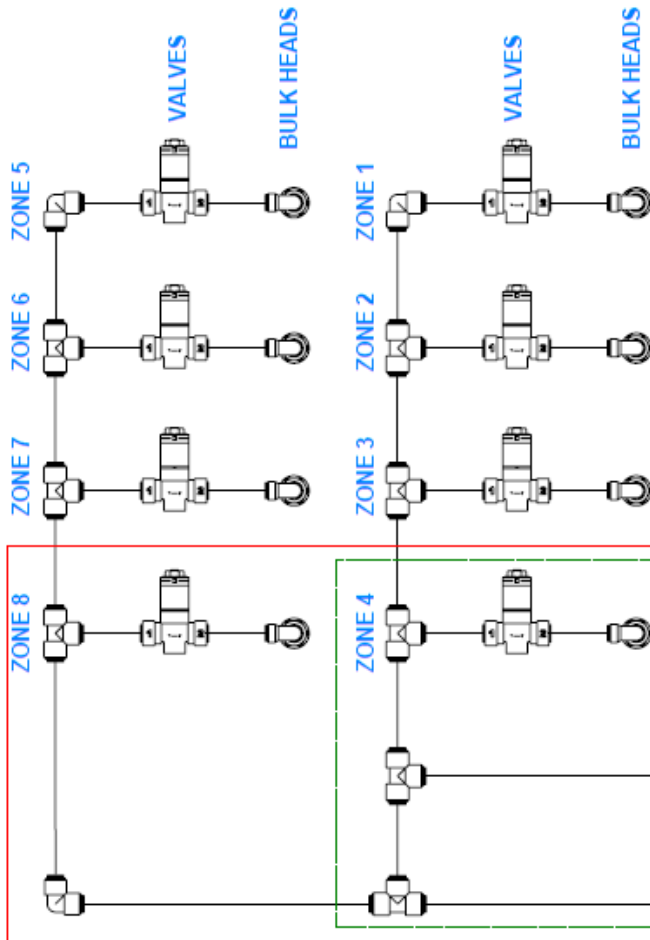 VALVES
BULK HEADS
VALVES
BULK HEADS
ZONE 5
ZONE 1
ZONE 6
ZONE 2
ZONE 7
ZONE 3
ZONE 8
ZONE 4